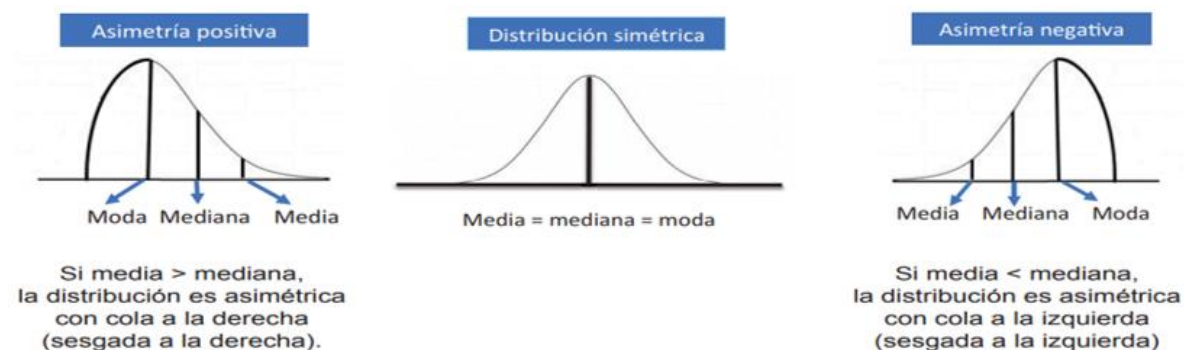 Asimetría positiva
Moda Mediana Media
Si media > mediana,
la distribución es asimétrica
con cola a la derecha
(sesgada a la derecha).
Distribución simétrica
Media = mediana = moda
Asimetría negativa
Media Mediana Moda
Si media < mediana,
la distribución es asimétrica
con cola a la izquierda
(sesgada a la izquierda)